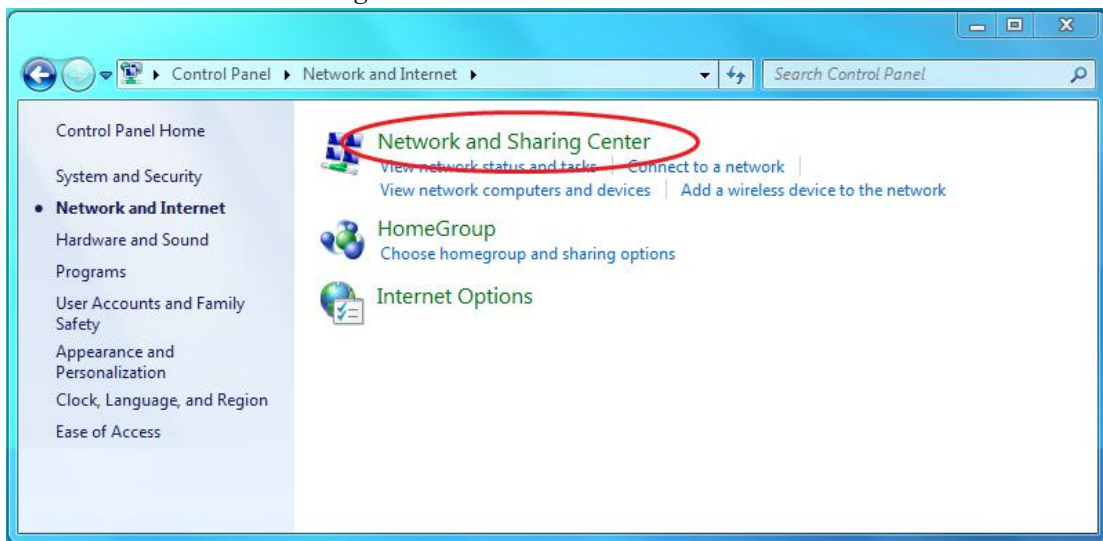 Control Panel
Network and Internet
Search Control Panel
Control Panel Home
System and Security
Network and Internet
Hardware and Sound
Programs
User Accounts and Family
Safety
Appearance and
Personalization
Clock, Language, and Region
Ease of Access
Network and Sharing Center
View network status and tasks
Connect to a network
View network computers and devices
Add a wireless device to the network
HomeGroup
Choose homegroup and sharing options
Internet Options